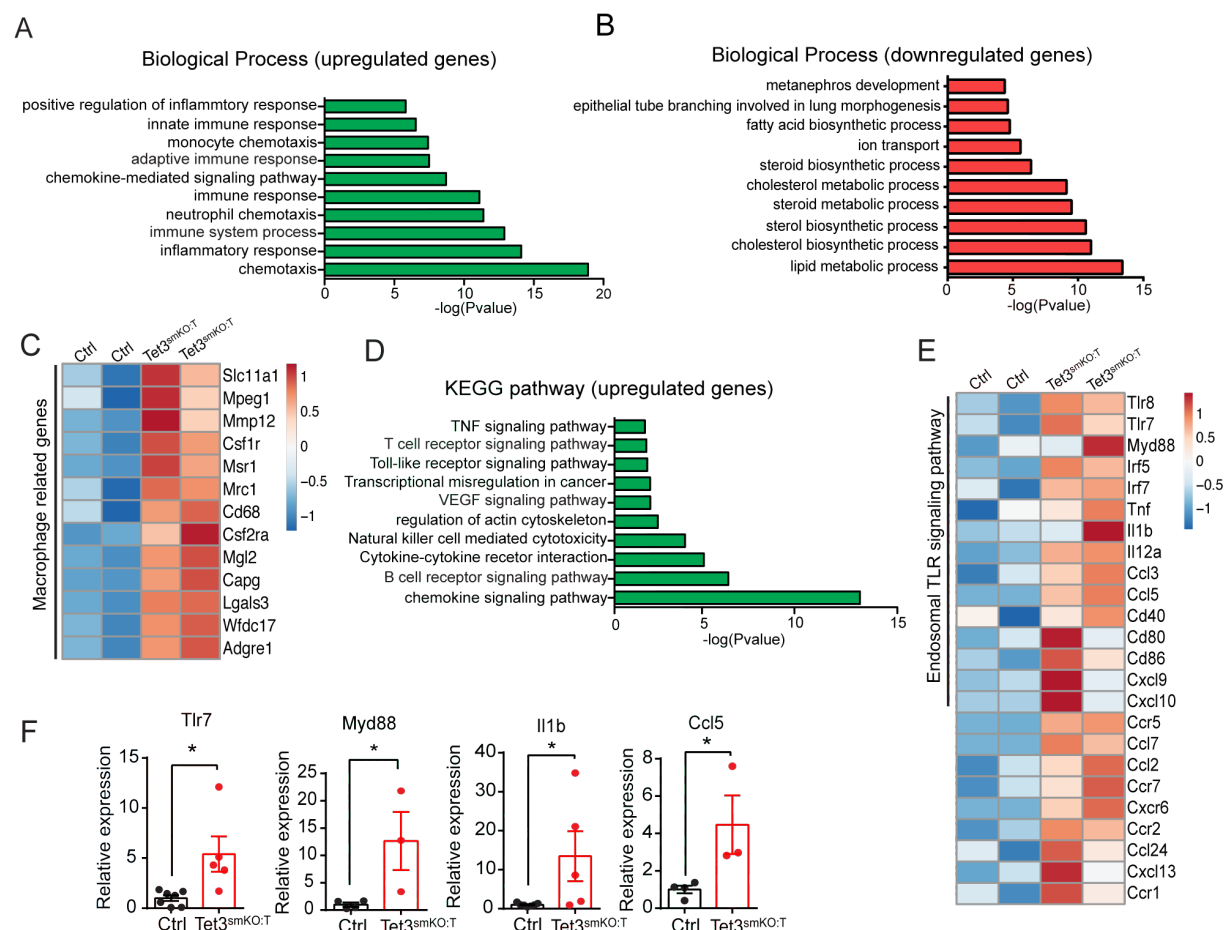 A
Biological Process (upregulated genes)
positive regulation of inflammtory response
innate immune response
monocyte chemotaxis
adaptive immune response
chemokine-mediated signaling pathway
immune response
neutrophil chemotaxis
immune system process
inflammatory response
chemotaxis
0 5 10 15 20
-log(Pvalue)
B
Biological Process (downregulated genes)
metanephros development
epithelial tube branching involved in lung morphogenesis
fatty acid biosynthetic process
ion transport
steroid biosynthetic process
cholesterol metabolic process
steroid metabolic process
sterol biosynthetic process
cholesterol biosynthetic process
lipid metabolic process
0 5 10 15
-log(Pvalue)
C
Ctrl Ctrl Tet3smKO:T Tet3smKO:T
Macrophage related genes
Slc11a1
Mpeg1
Mmp12
Csf1r
Msr1
Mrc1
Cd68
Csf2ra
Mgl2
Capg
Lgals3
Wfdc17
Adgre1
1
0.5
0
−0.5
−1
D
KEGG pathway (upregulated genes)
TNF signaling pathway
T cell receptor signaling pathway
Toll-like receptor signaling pathway
Transcriptional misregulation in cancer
VEGF signaling pathway
regulation of actin cytoskeleton
Natural killer cell mediated cytotoxicity
Cytokine-cytokine recetor interaction
B cell receptor signaling pathway
chemokine signaling pathway
0 5 10 15
-log(Pvalue)
E
Ctrl Ctrl Tet3smKO:T Tet3smKO:T
Endosomal TLR signaling pathway
Tlr8
Tlr7
Myd88
Irf5
Irf7
Tnf
Il1b
Il12a
Ccl3
Ccl5
Cd40
Cd80
Cd86
Cxcl9
Cxcl10
Ccr5
Ccl7
Ccl2
Ccr7
Cxcr6
Ccr2
Ccl24
Cxcl13
Ccr1
1
0.5
0
−0.5
−1
F
Tlr7
*
Relative expression
15
10
5
0
Ctrl Tet3smKO:T
Myd88
*
Relative expression
25
20
15
10
5
0
Ctrl Tet3smKO:T
Il1b
*
Relative expression
40
30
20
10
0
Ctrl Tet3smKO:T
Ccl5
*
Relative expression
8
6
4
2
0
Ctrl Tet3smKO:T